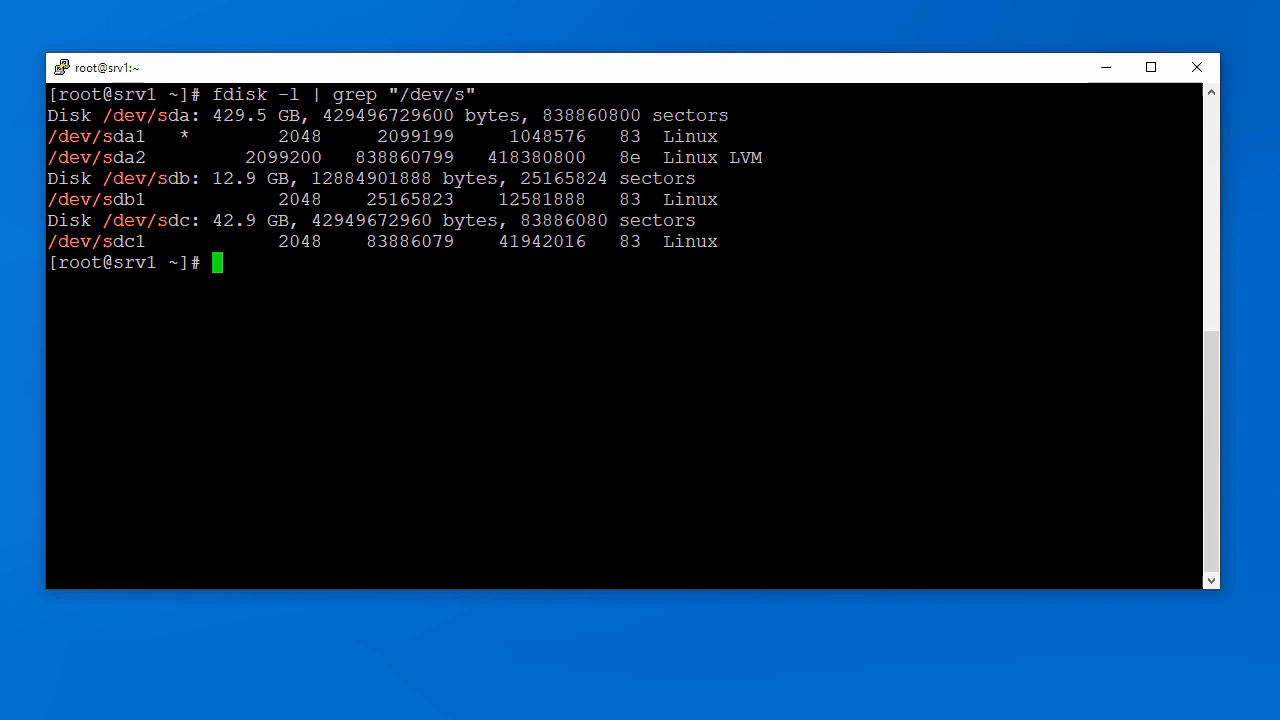 root@srv1:~
[root@srv1 ~]# fdisk -l | grep "/dev/s"
Disk /dev/sda: 429.5 GB, 429496729600 bytes, 838860800 sectors
/dev/sda1   *        2048     2099199     1048576   83  Linux
/dev/sda2         2099200   838860799   418380800   8e  Linux LVM
Disk /dev/sdb: 12.9 GB, 12884901888 bytes, 25165824 sectors
/dev/sdb1            2048    25165823    12581888   83  Linux
Disk /dev/sdc: 42.9 GB, 42949672960 bytes, 83886080 sectors
/dev/sdc1            2048    83886079    41942016   83  Linux
[root@srv1 ~]#